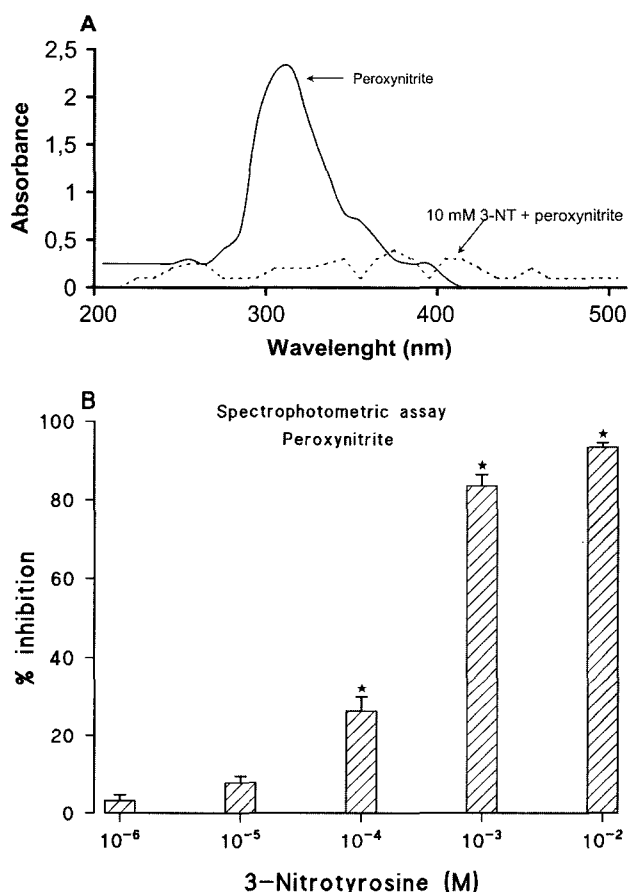 A
2,5
2
1,5
1
0,5
0
Absorbance
Peroxynitrite
10 mM 3-NT + peroxynitrite
200 300 400 500
Wavelenght (nm)
B
Spectrophotometric assay
Peroxynitrite
100
80
60
40
20
0
% inhibition
★ ★ ★
10⁻⁶ 10⁻⁵ 10⁻⁴ 10⁻³ 10⁻²
3-Nitrotyrosine (M)